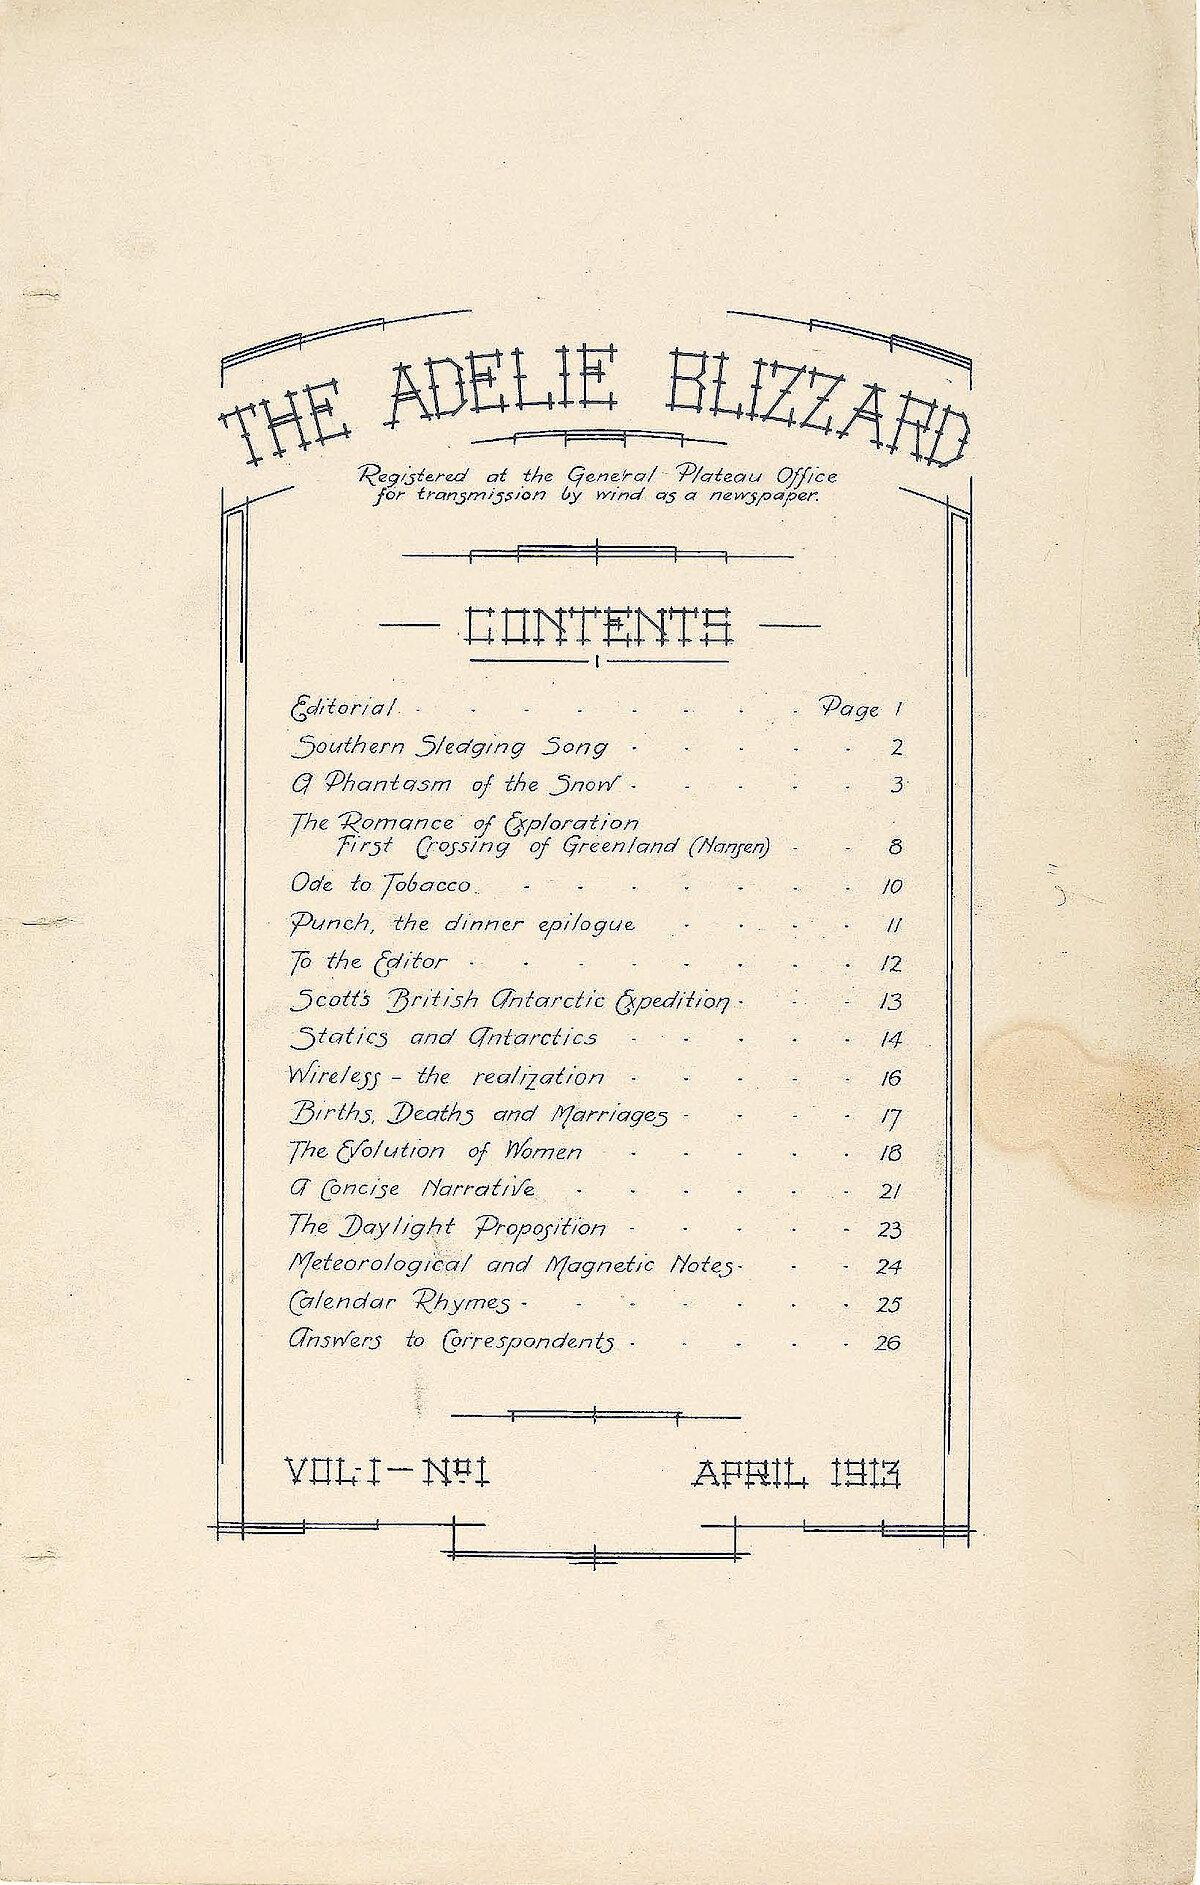 THE ADELIE BLIZZARD
Registered at the General Plateau Office
for transmission by wind as a newspaper.
CONTENTS
Editorial . . . . . . . . Page 1
Southern Sledging Song . . . . . 2
A Phantasm of the Snow . . . . . 3
The Romance of Exploration
First Crossing of Greenland (Nansen) . . 8
Ode to Tobacco . . . . . . . 10
Punch, the dinner epilogue . . . . 11
To the Editor . . . . . . . . 12
Scott's British Antarctic Expedition . . . 13
Statics and Antarctics . . . . . 14
Wireless - the realization . . . . . 16
Births, Deaths and Marriages . . . . 17
The Evolution of Women . . . . . 18
A Concise Narrative . . . . . . 21
The Daylight Proposition . . . . . 23
Meteorological and Magnetic Notes . . . 24
Calendar Rhymes . . . . . . . 25
Answers to Correspondents . . . . . 26
VOL·I — No 1 APRIL 1913